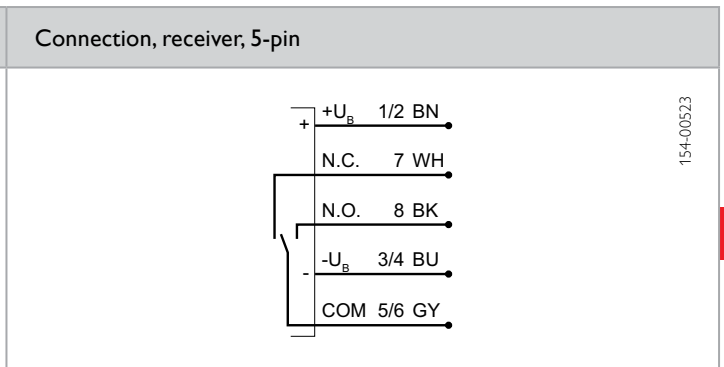 Connection, receiver, 5-pin
+ +U_B 1/2 BN
N.C. 7 WH
N.O. 8 BK
- -U_B 3/4 BU
COM 5/6 GY
154-00523